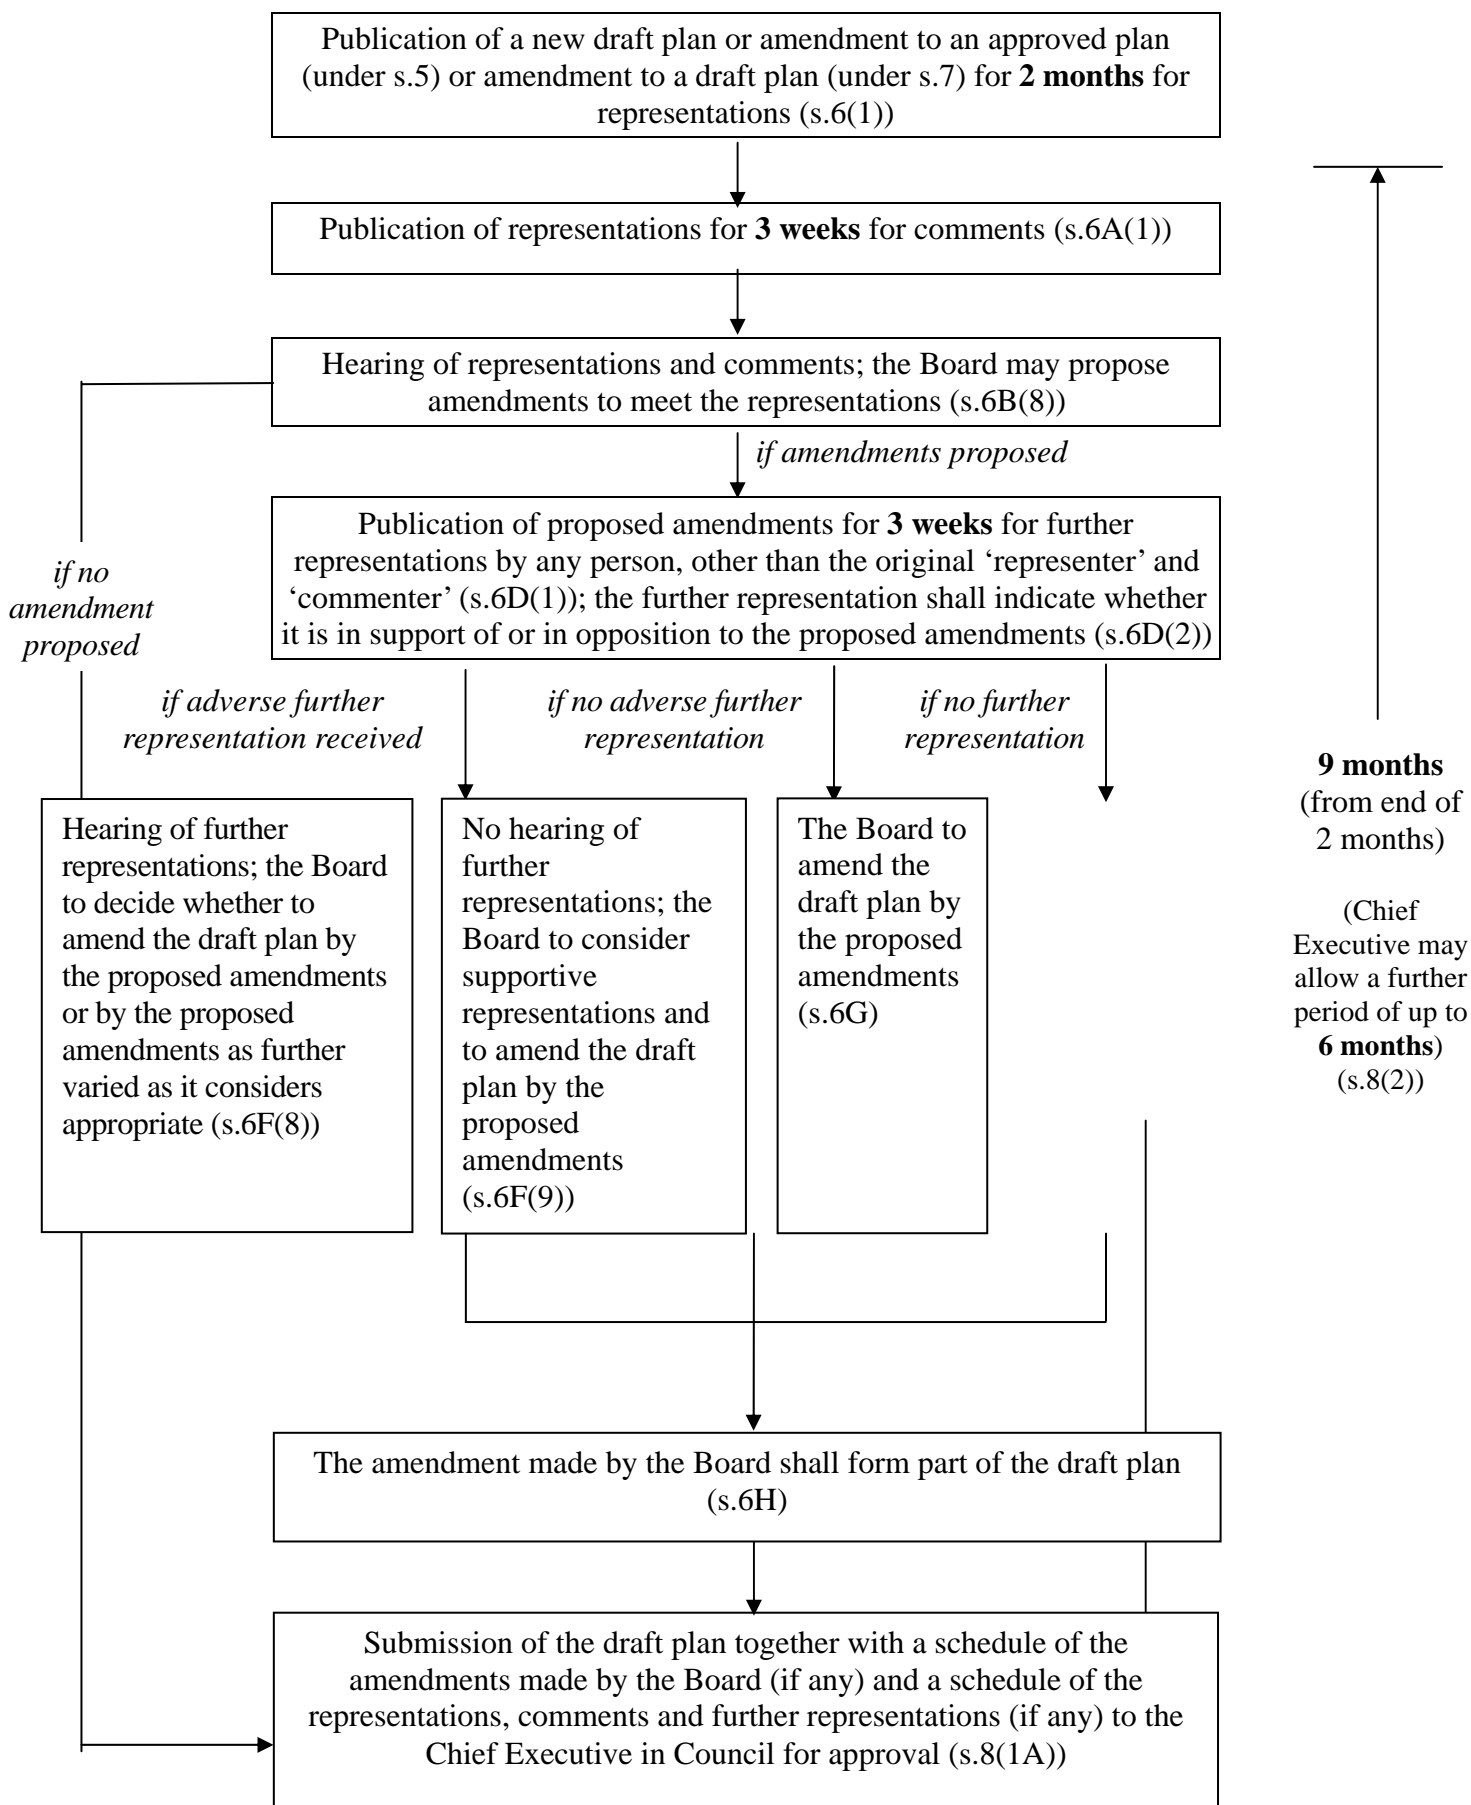 Publication of a new draft plan or amendment to an approved plan
(under s.5) or amendment to a draft plan (under s.7) for 2 months for
representations (s.6(1))
Publication of representations for 3 weeks for comments (s.6A(1))
Hearing of representations and comments; the Board may propose
amendments to meet the representations (s.6B(8))
if amendments proposed
Publication of proposed amendments for 3 weeks for further
representations by any person, other than the original ‘representer’ and
‘commenter’ (s.6D(1)); the further representation shall indicate whether
it is in support of or in opposition to the proposed amendments (s.6D(2))
if no
amendment
proposed
if adverse further
representation received
if no adverse further
representation
if no further
representation
Hearing of further
representations; the Board
to decide whether to
amend the draft plan by
the proposed amendments
or by the proposed
amendments as further
varied as it considers
appropriate (s.6F(8))
No hearing of
further
representations; the
Board to consider
supportive
representations and
to amend the draft
plan by the
proposed
amendments
(s.6F(9))
The Board to
amend the
draft plan by
the proposed
amendments
(s.6G)
9 months
(from end of
2 months)
(Chief
Executive may
allow a further
period of up to
6 months)
(s.8(2))
The amendment made by the Board shall form part of the draft plan
(s.6H)
Submission of the draft plan together with a schedule of the
amendments made by the Board (if any) and a schedule of the
representations, comments and further representations (if any) to the
Chief Executive in Council for approval (s.8(1A))